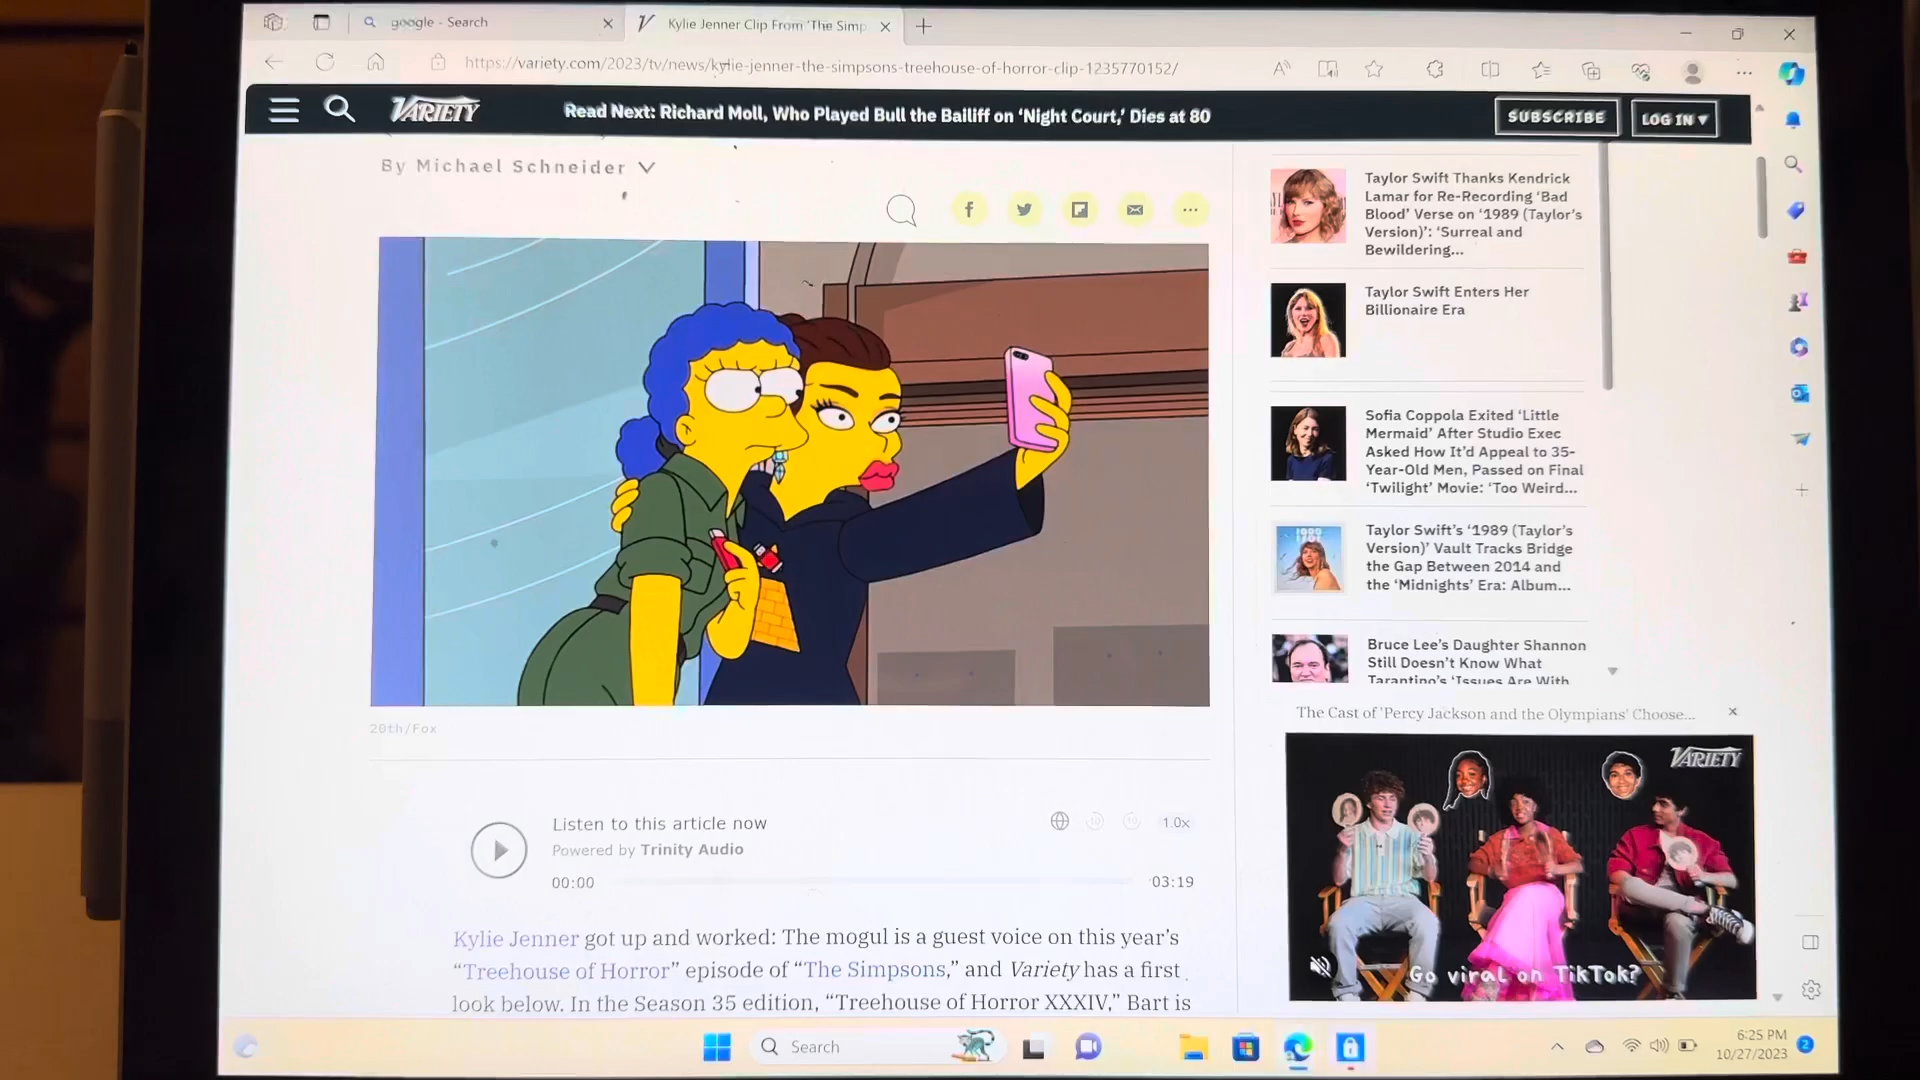 google - Search
Kylie Jenner Clip From 'The Simp
https://variety.com/2023/tv/news/kylie-jenner-the-simpsons-treehouse-of-horror-clip-1235770152/
VARIETY
Read Next: Richard Moll, Who Played Bull the Bailiff on ‘Night Court,’ Dies at 80
SUBSCRIBE
LOG IN ▾
By Michael Schneider
20th/Fox
Listen to this article now
Powered by Trinity Audio
1.0x
00:00
03:19
Kylie Jenner got up and worked: The mogul is a guest voice on this year’s
“Treehouse of Horror” episode of “The Simpsons,” and Variety has a first
look below. In the Season 35 edition, “Treehouse of Horror XXXIV,” Bart is
Taylor Swift Thanks Kendrick
Lamar for Re-Recording ‘Bad
Blood’ Verse on ‘1989 (Taylor’s
Version)’: ‘Surreal and
Bewildering...
Taylor Swift Enters Her
Billionaire Era
Sofia Coppola Exited ‘Little
Mermaid’ After Studio Exec
Asked How It’d Appeal to 35-
Year-Old Men, Passed on Final
‘Twilight’ Movie: ‘Too Weird...
Taylor Swift’s ‘1989 (Taylor’s
Version)’ Vault Tracks Bridge
the Gap Between 2014 and
the ‘Midnights’ Era: Album...
Bruce Lee’s Daughter Shannon
Still Doesn’t Know What
Tarantino’s ‘Issues Are With
The Cast of 'Percy Jackson and the Olympians' Choose...
VARIETY
Go viral on TikTok?
Search
6:25 PM
10/27/2023
2